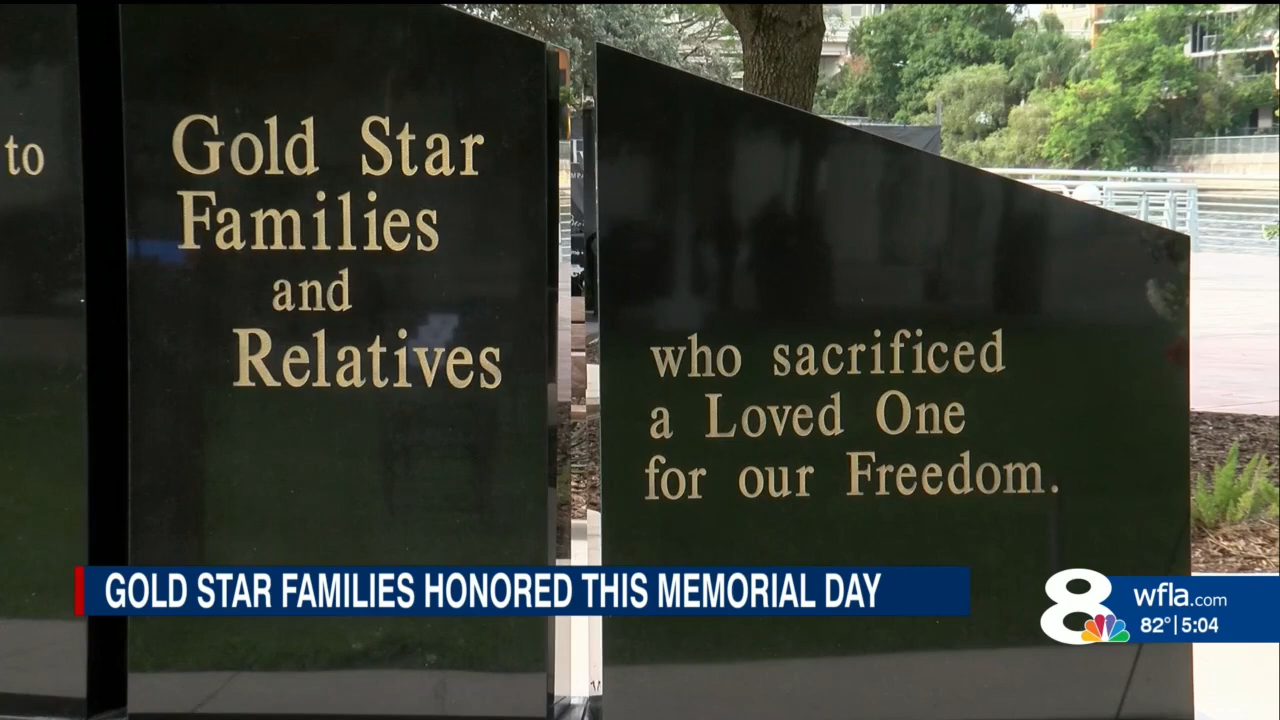 to
Gold Star
Families
and
Relatives
who sacrificed
a Loved One
for our Freedom.
GOLD STAR FAMILIES HONORED THIS MEMORIAL DAY
8
wfla.com
82° | 5:04